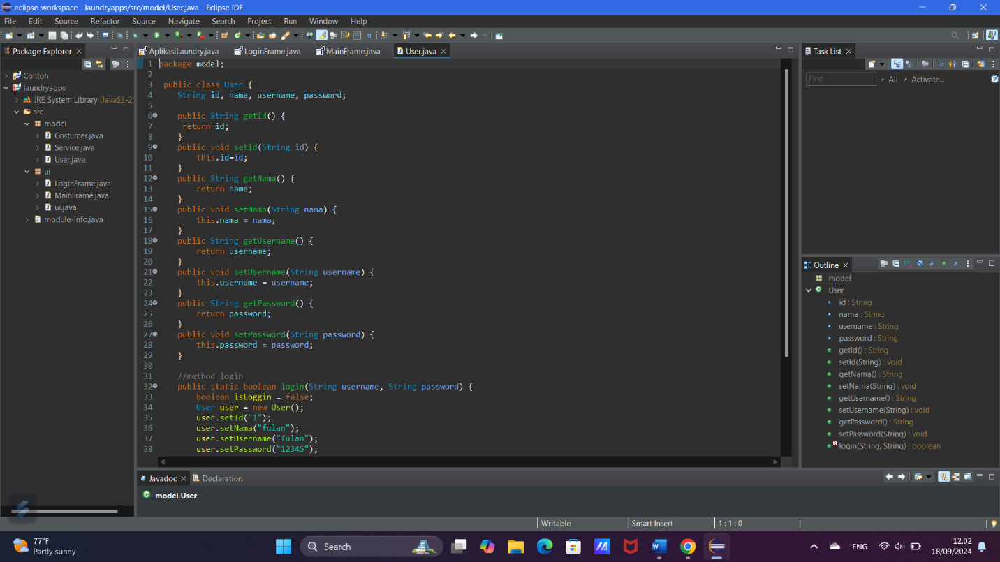 eclipse-workspace - laundryapps/src/model/User.java - Eclipse IDE
File Edit Source Refactor Source Navigate Search Project Run Window Help
Package Explorer
Contoh
laundryapps
JRE System Library [JavaSE-2
src
model
Costumer.java
Service.java
User.java
ui
LoginFrame.java
MainFrame.java
ui.java
module-info.java
AplikasiLaundry.java LoginFrame.java MainFrame.java User.java
1 package model;
2
3 public class User {
4 String id, nama, username, password;
5
6 public String getId() {
7 return id;
8 }
9 public void setId(String id) {
10 this.id=id;
11 }
12 public String getNama() {
13 return nama;
14 }
15 public void setNama(String nama) {
16 this.nama = nama;
17 }
18 public String getUsername() {
19 return username;
20 }
21 public void setUsername(String username) {
22 this.username = username;
23 }
24 public String getPassword() {
25 return password;
26 }
27 public void setPassword(String password) {
28 this.password = password;
29 }
30
31 //method login
32 public static boolean login(String username, String password) {
33 boolean isLoggin = false;
34 User user = new User();
35 user.setId("1");
36 user.setNama("fulan");
37 user.setUsername("fulan");
38 user.setPassword("12345");
Task List
Find All Activate...
Outline
model
User
id : String
nama : String
username : String
password : String
getId() : String
setId(String) : void
getNama() : String
setNama(String) : void
getUsername() : String
setUsername(String) : void
getPassword() : String
setPassword(String) : void
login(String, String) : boolean
Javadoc Declaration
model.User
Writable Smart Insert 1 : 1 : 0
77°F
Partly sunny
Search
ENG
12.02
18/09/2024